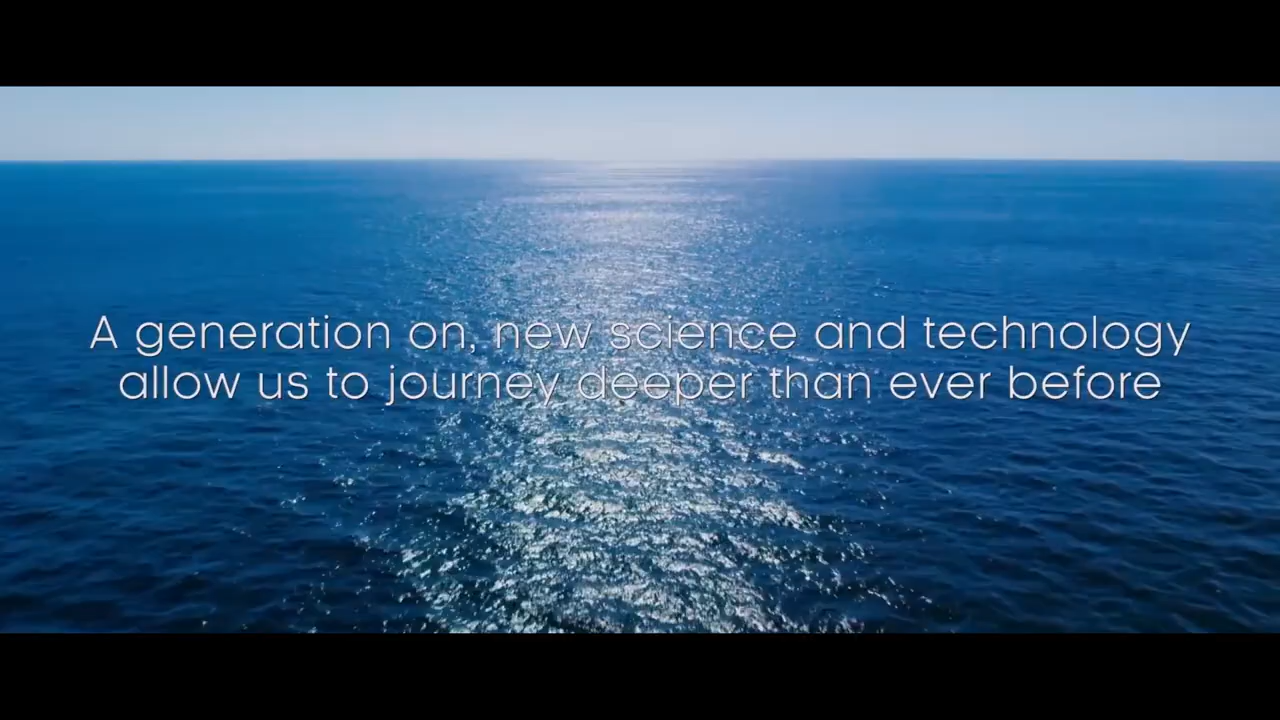 A generation on, new science and technology
allow us to journey deeper than ever before